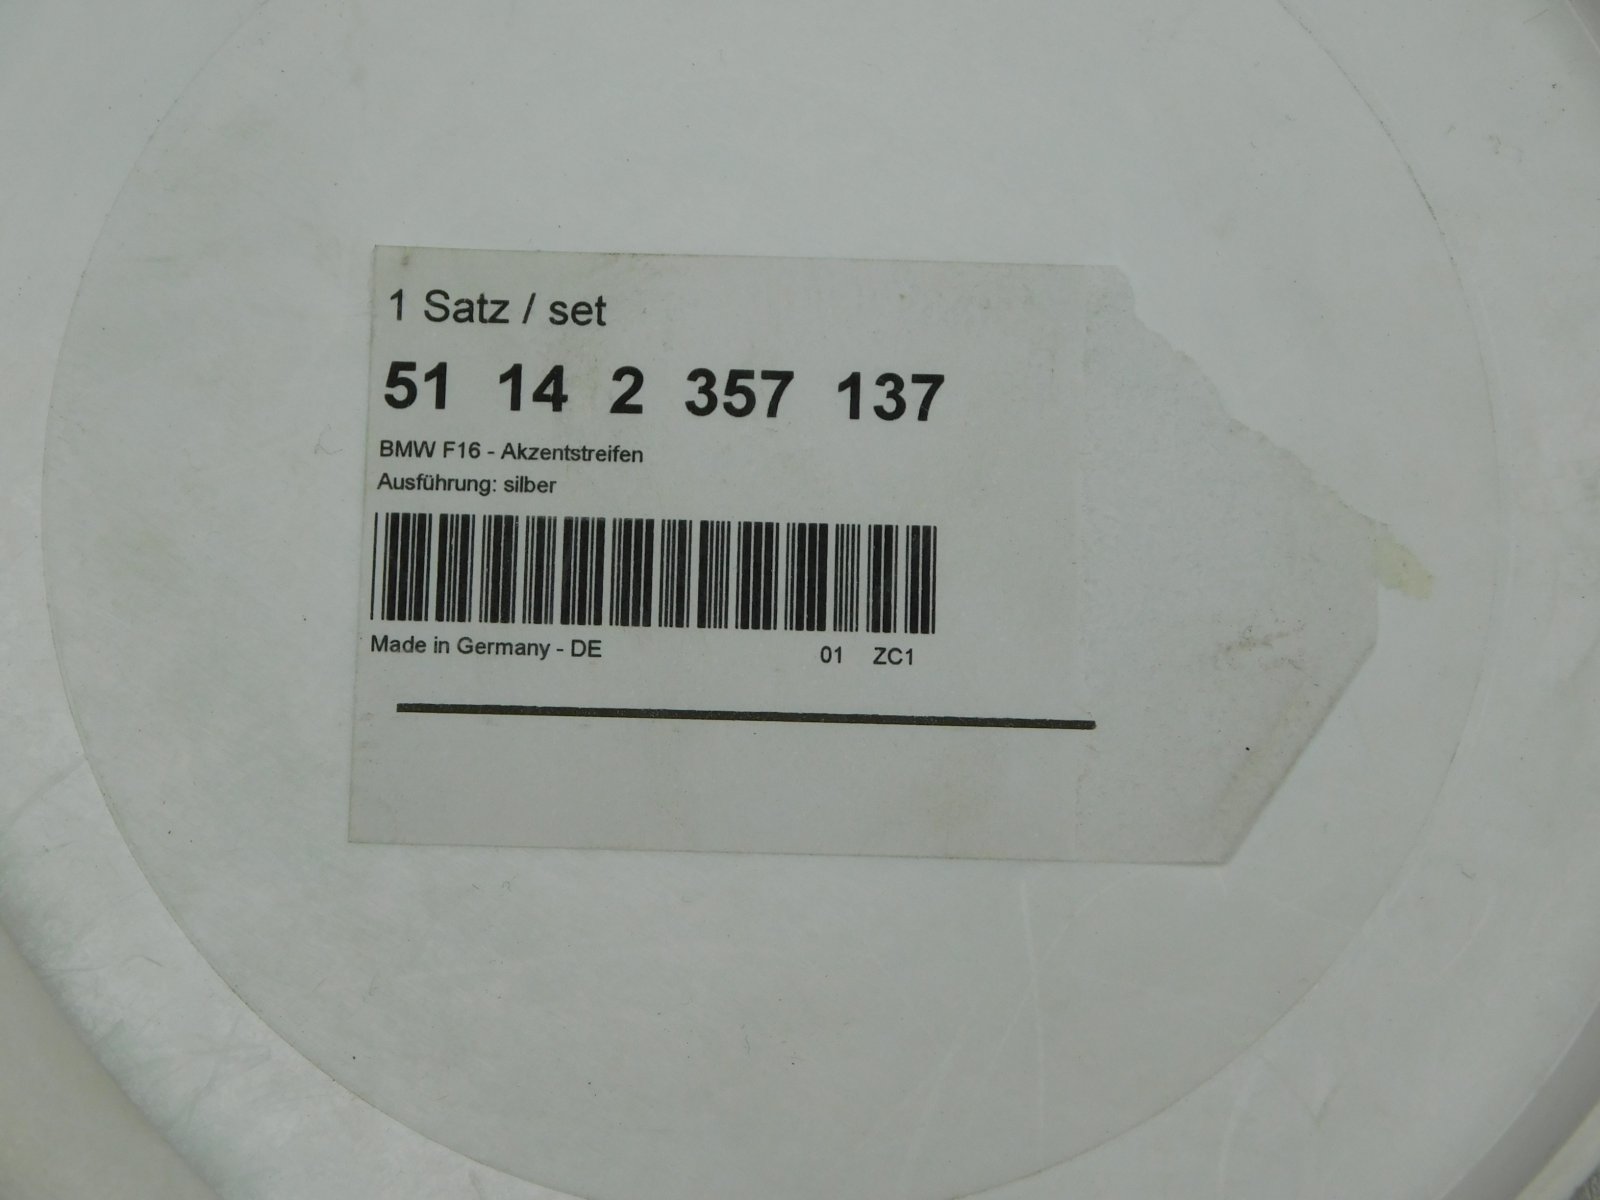 1 Satz / set
51 14 2 357 137
BMW F16 - Akzentstreifen
Ausführung: silber
Made in Germany - DE 01 ZC1